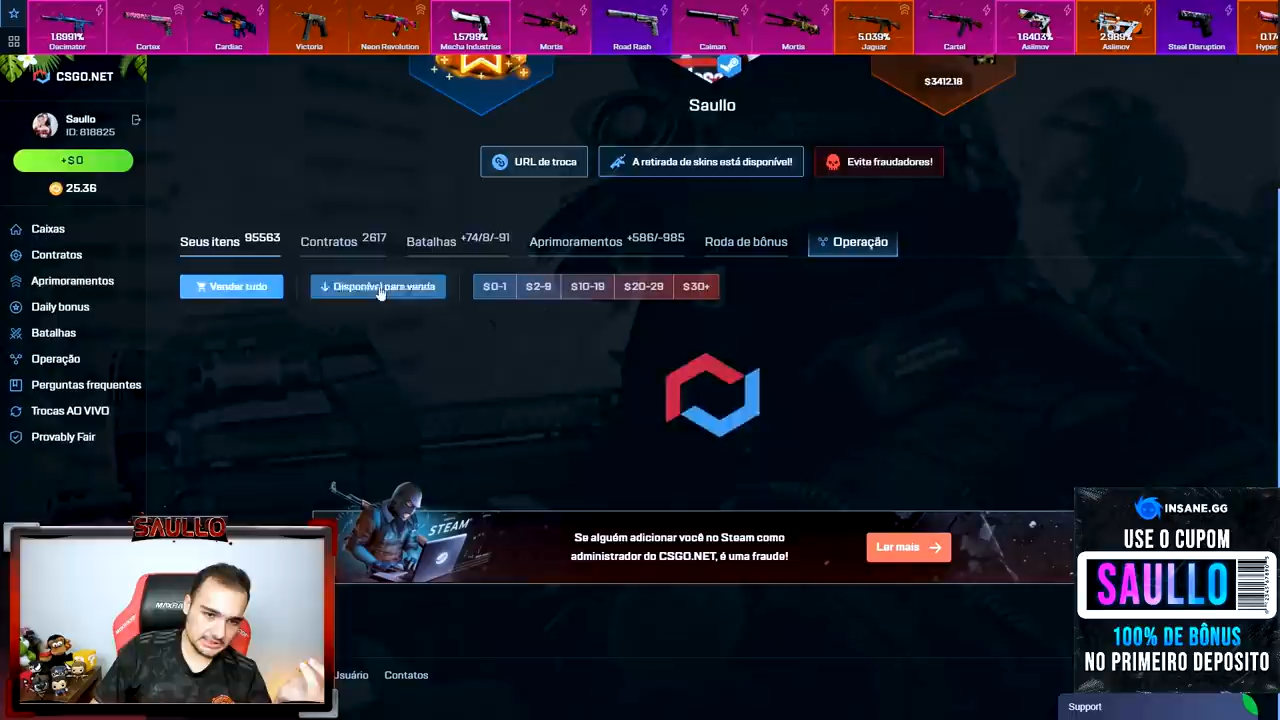 1.6991%
Decimator
Cortex
Cardiac
Victoria
Neon Revolution
1.5799%
Mecha Industries
Mortis
Road Rash
Caiman
Mortis
5.039%
Jaguar
Cartel
1.6403%
Asiimov
2.989%
Asiimov
Steel Disruption
0.174
Hyper
CSGO.NET
$3412.18
Saullo
Saullo
ID: 818825
+$0
25.36
URL de troca
A retirada de skins está disponível!
Evite fraudadores!
Caixas
Contratos
Aprimoramentos
Daily bonus
Batalhas
Operação
Perguntas frequentes
Trocas AO VIVO
Provably Fair
Seus itens 95563
Contratos 2617
Batalhas +74/8/-91
Aprimoramentos +586/-985
Roda de bônus
Operação
Vender tudo
Disponível para venda
$0-1
$2-9
$10-19
$20-29
$30+
STEAM
Se alguém adicionar você no Steam como
administrador do CSGO.NET, é uma fraude!
Ler mais
INSANE.GG
USE O CUPOM
SAULLO
100% DE BÔNUS
NO PRIMEIRO DEPOSITO
SAULLO
Usuário
Contatos
Support